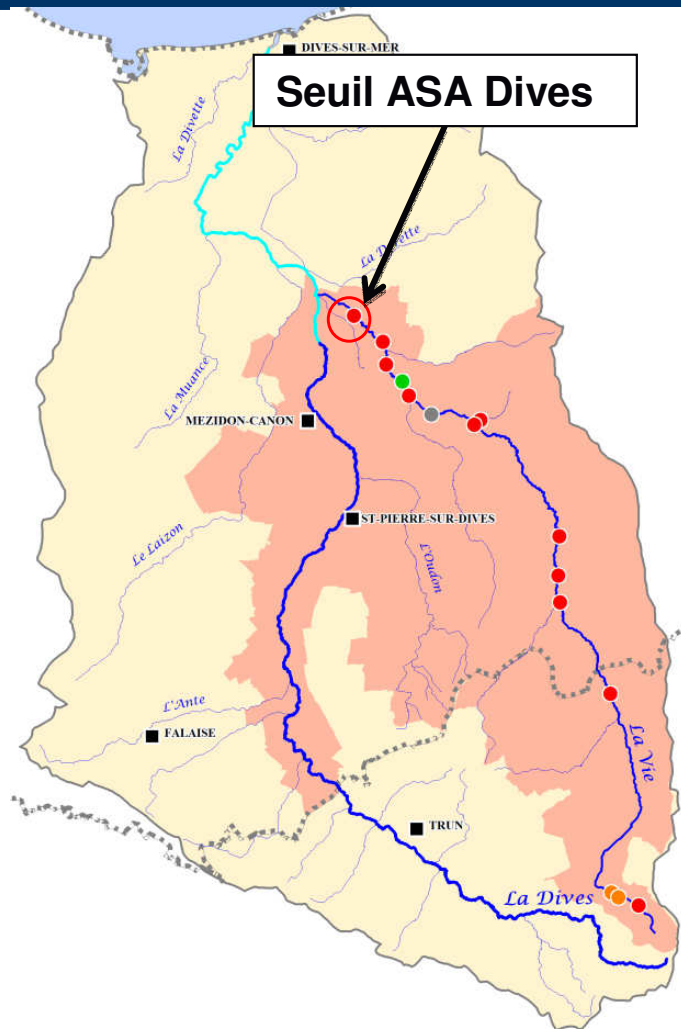 DIVES-SUR-MER
Seuil ASA Dives
La Divette
La Dorette
La Muance
MEZIDON-CANON
ST-PIERRE-SUR-DIVES
Le Laizon
L'Oudon
L'Ante
FALAISE
La Vie
TRUN
La Dives